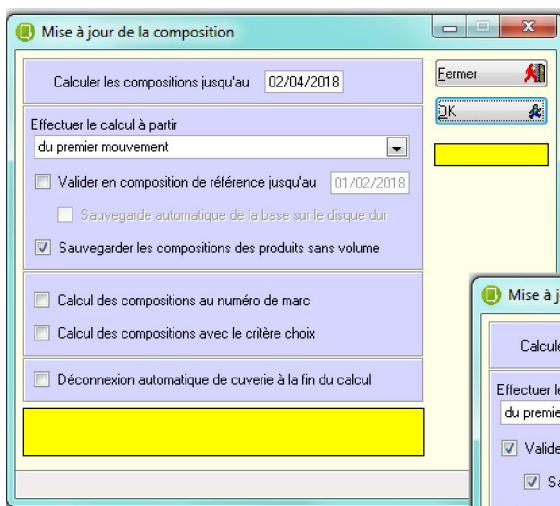 Mise à jour de la composition
Calculer les compositions jusqu'au 02/04/2018
Fermer
OK
Effectuer le calcul à partir
du premier mouvement
Valider en composition de référence jusqu'au 01/02/2018
Sauvegarde automatique de la base sur le disque dur
Sauvegarder les compositions des produits sans volume
Calcul des compositions au numéro de marc
Calcul des compositions avec le critère choix
Déconnexion automatique de cuverie à la fin du calcul
Mise à j
Calcule
Effectuer le
du premie
Valide
Sa